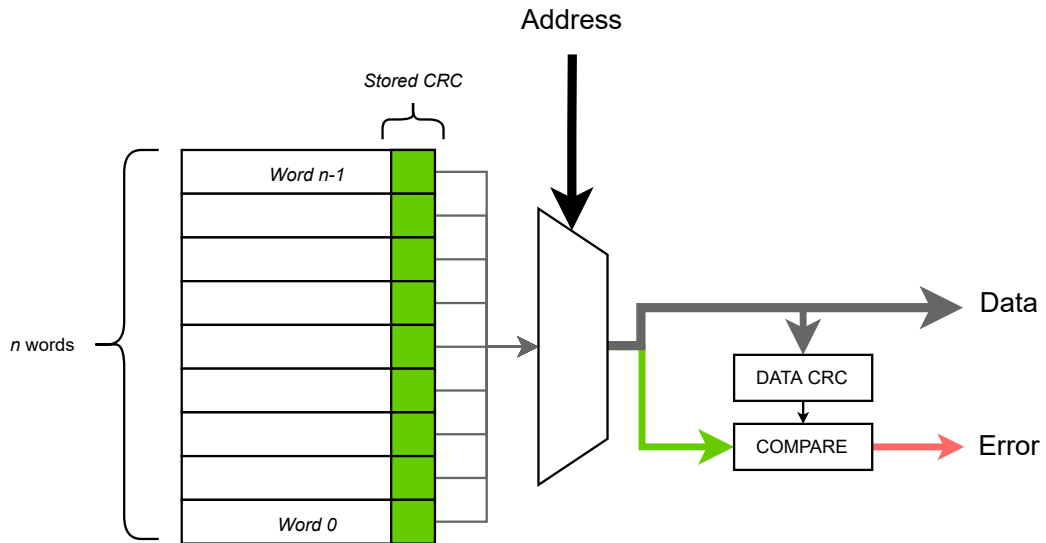 Address
Stored CRC
Word n-1
n words
Data
DATA CRC
COMPARE
Error
Word 0